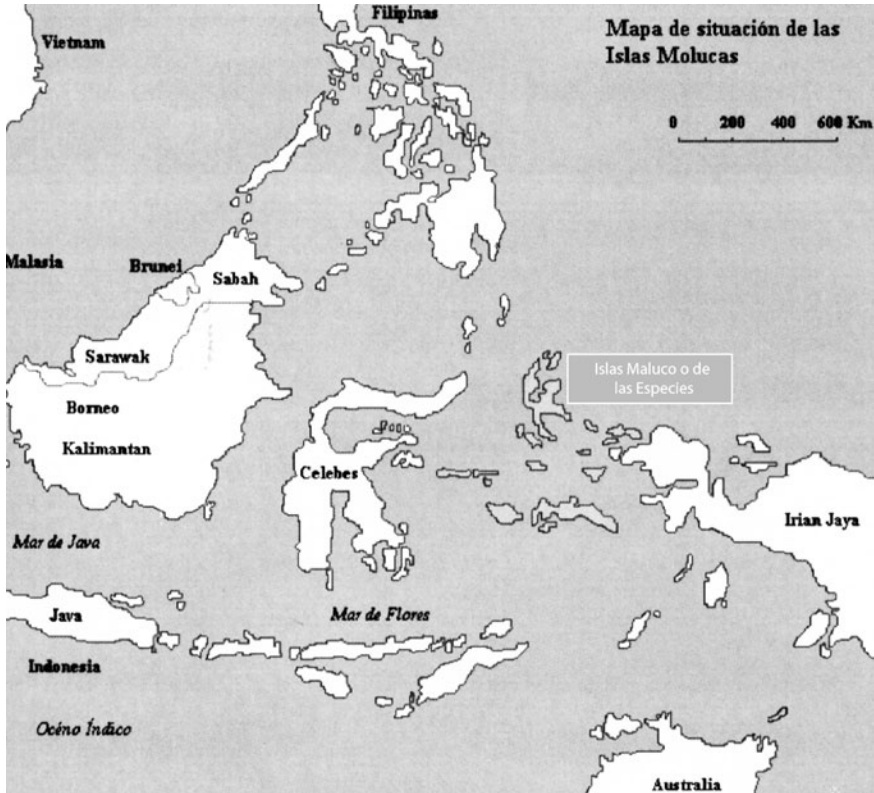 Filipinas
Vietnam
Mapa de situación de las
Islas Molucas
0 200 400 600 Km
Malasia
Brunei
Sabah
Sarawak
Islas Maluco o de
las Especies
Borneo
Kalimantan
Celebes
Irian Jaya
Mar de Java
Java
Mar de Flores
Indonesia
Océno Índico
Australia